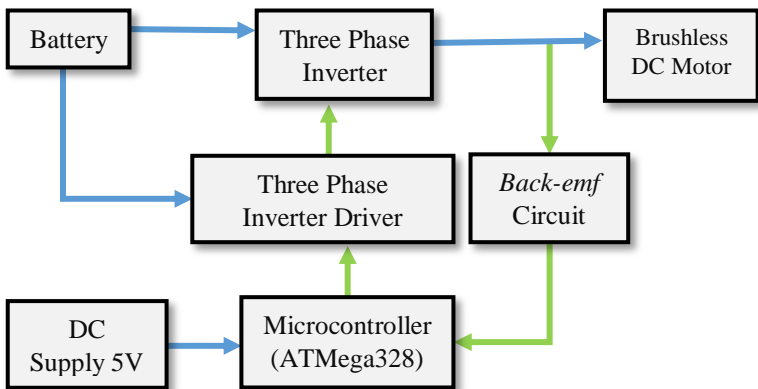 Battery
Three Phase
Inverter
Brushless
DC Motor
Three Phase
Inverter Driver
Back-emf
Circuit
DC
Supply 5V
Microcontroller
(ATMega328)